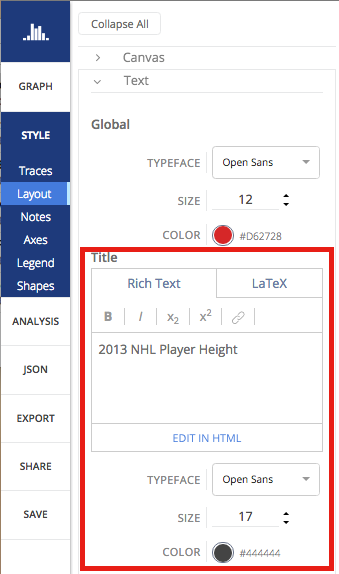 Collapse All
Canvas
Text
GRAPH
STYLE
Traces
Layout
Notes
Axes
Legend
Shapes
ANALYSIS
JSON
EXPORT
SHARE
SAVE
Global
TYPEFACE Open Sans
SIZE 12
COLOR #D62728
Title
Rich Text LaTeX
B I x₂ x²
2013 NHL Player Height
EDIT IN HTML
TYPEFACE Open Sans
SIZE 17
COLOR #444444